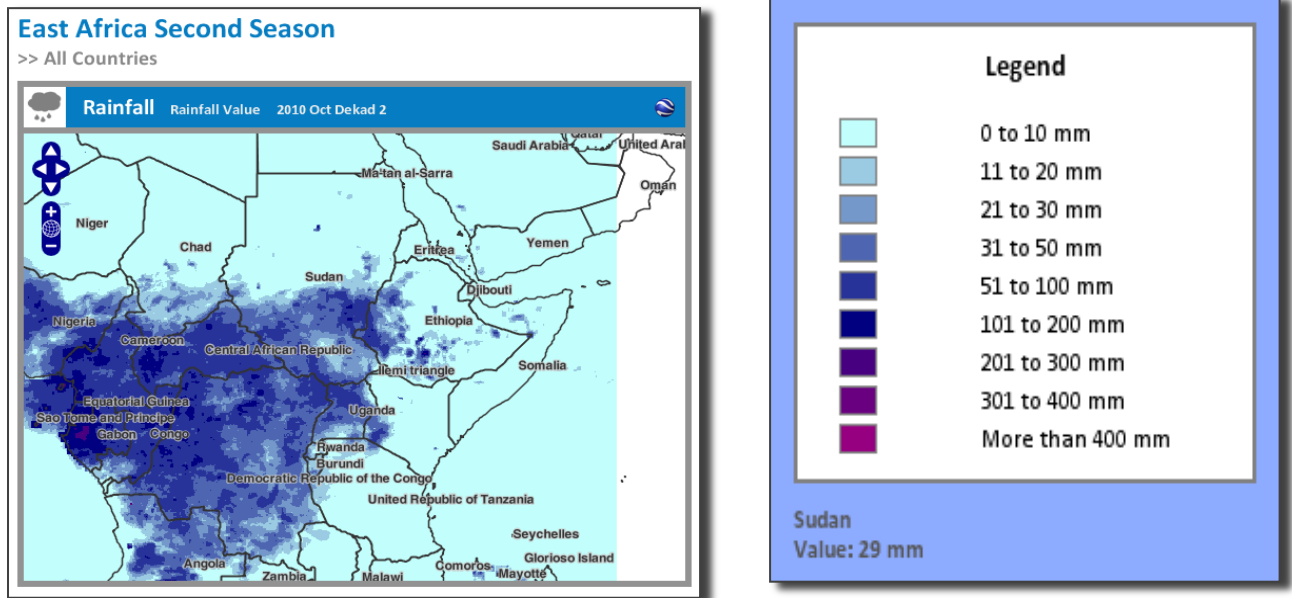 East Africa Second Season
>> All Countries
Rainfall Rainfall Value 2010 Oct Dekad 2
Qatar
Saudi Arabia
United Aral
Ma'tan al-Sarra
Oman
Niger
Chad
Eritrea
Yemen
Sudan
Djibouti
Nigeria
Ethiopia
Cameroon
Central African Republic
Ilemi triangle
Somalia
Equatorial Guinea
Uganda
Sao Tome and Principe
Gabon
Congo
Rwanda
Burundi
Democratic Republic of the Congo
United Republic of Tanzania
Seychelles
Angola
Comoros
Glorioso Island
Zambia
Malawi
Mayotte
Legend
0 to 10 mm
11 to 20 mm
21 to 30 mm
31 to 50 mm
51 to 100 mm
101 to 200 mm
201 to 300 mm
301 to 400 mm
More than 400 mm
Sudan
Value: 29 mm